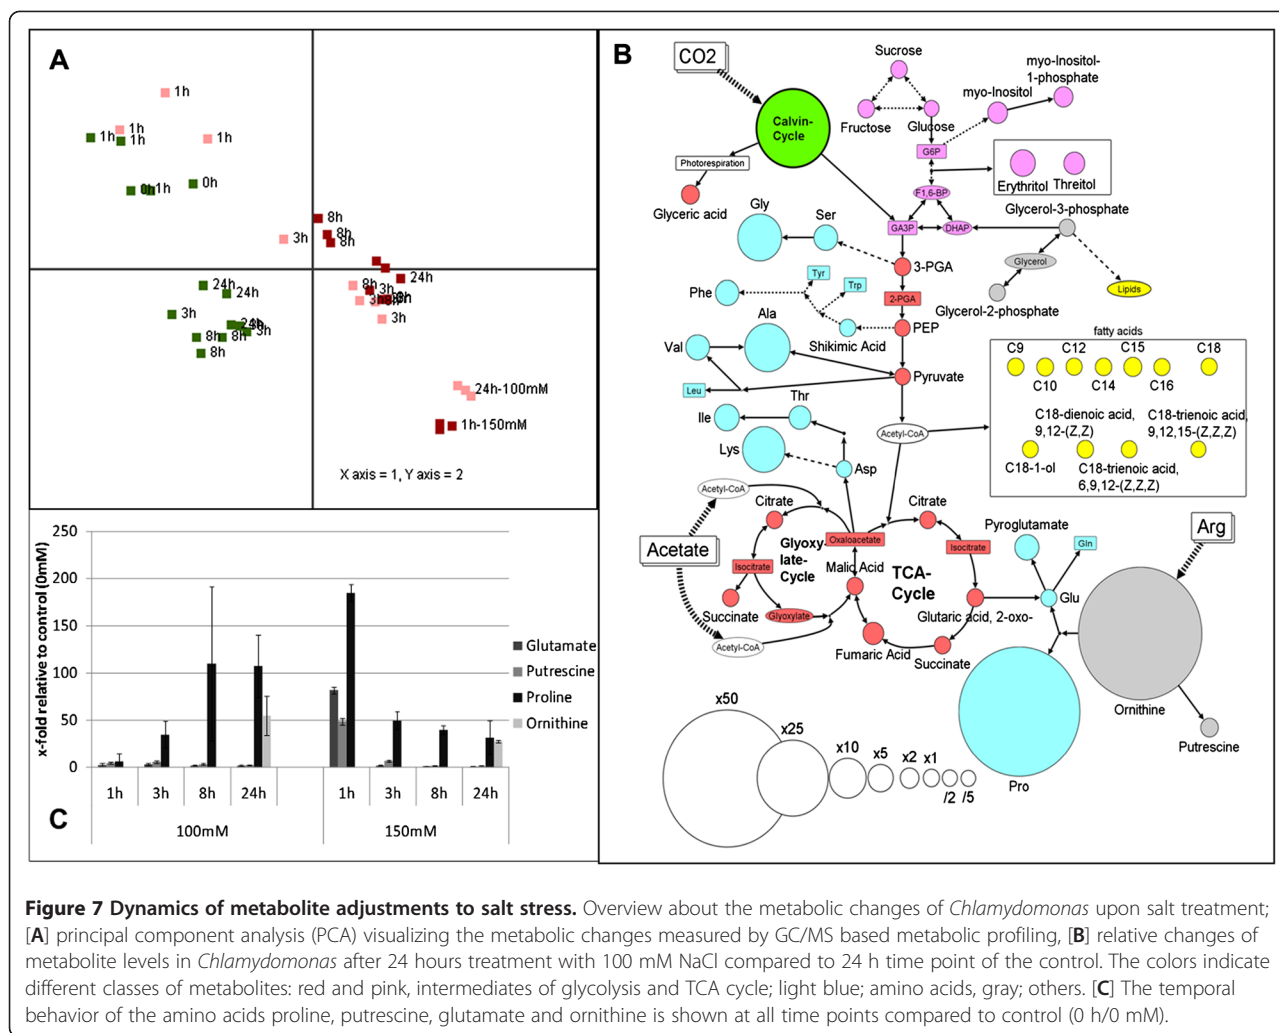 A
1h
1h
1h
1h
1h
0h
1h
0h
8h
8h
8h
3h
24h
24h
24h
3h
3h
8h
8h
8h
8h
3h
3h
24h-100mM
1h-150mM
X axis = 1, Y axis = 2
B
CO2
Calvin-
Cycle
Photorespiration
Glyceric acid
Sucrose
Fructose
Glucose
myo-Inositol
myo-Inositol-
1-phosphate
G6P
Erythritol
Threitol
F1,6-BP
GA3P
DHAP
Glycerol-3-phosphate
Glycerol
Glycerol-2-phosphate
Lipids
Gly
Ser
3-PGA
Tyr
Trp
Phe
2-PGA
Shikimic Acid
PEP
Ala
Val
Leu
Pyruvate
fatty acids
C9
C10
C12
C14
C15
C16
C18
C18-dienoic acid,
9,12-(Z,Z)
C18-trienoic acid,
9,12,15-(Z,Z,Z)
C18-1-ol
C18-trienoic acid,
6,9,12-(Z,Z,Z)
Ile
Thr
Lys
Asp
Acetyl-CoA
Acetyl-CoA
Acetate
Acetyl-CoA
Citrate
Glyoxy-
late-
Cycle
Isocitrate
Succinate
Glyoxylate
Oxaloacetate
Malic Acid
Citrate
Isocitrate
TCA-
Cycle
Glutaric acid, 2-oxo-
Succinate
Fumaric Acid
Pyroglutamate
Gln
Glu
Arg
Ornithine
Putrescine
Pro
x50
x25
x10
x5
x2
x1
/2
/5
C
x-fold relative to control (0mM)
250
200
150
100
50
0
1h
3h
8h
24h
1h
3h
8h
24h
100mM
150mM
Glutamate
Putrescine
Proline
Ornithine
Figure 7 Dynamics of metabolite adjustments to salt stress. Overview about the metabolic changes of Chlamydomonas upon salt treatment;
[A] principal component analysis (PCA) visualizing the metabolic changes measured by GC/MS based metabolic profiling, [B] relative changes of
metabolite levels in Chlamydomonas after 24 hours treatment with 100 mM NaCl compared to 24 h time point of the control. The colors indicate
different classes of metabolites: red and pink, intermediates of glycolysis and TCA cycle; light blue; amino acids, gray; others. [C] The temporal
behavior of the amino acids proline, putrescine, glutamate and ornithine is shown at all time points compared to control (0 h/0 mM).